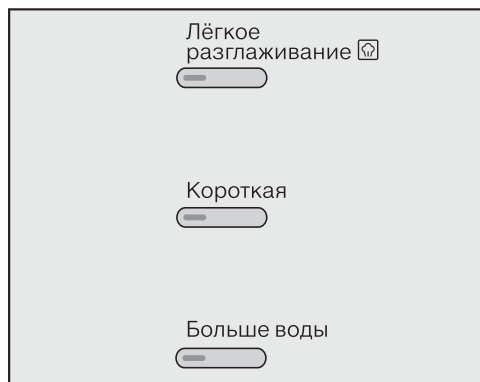 Лёгкое
разглаживание
Короткая
Больше воды